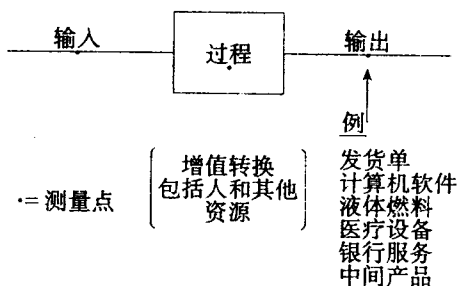 输入
过程
输出
例
增值转换
包括人和其他
资源
·= 测量点
发货单
计算机软件
液体燃料
医疗设备
银行服务
中间产品